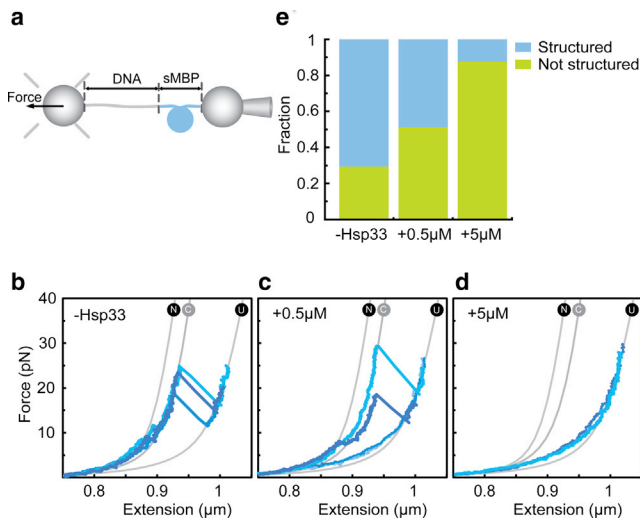 a
DNA
sMBP
Force
e
Structured
Not structured
Fraction
1
0.8
0.6
0.4
0.2
0
-Hsp33
+0.5μM
+5μM
b
-Hsp33
N
C
U
Force (pN)
40
30
20
10
0.8
0.9
1
Extension (μm)
c
+0.5μM
N
C
U
0.8
0.9
1
Extension (μm)
d
+5μM
N
C
U
0.8
0.9
1
Extension (μm)